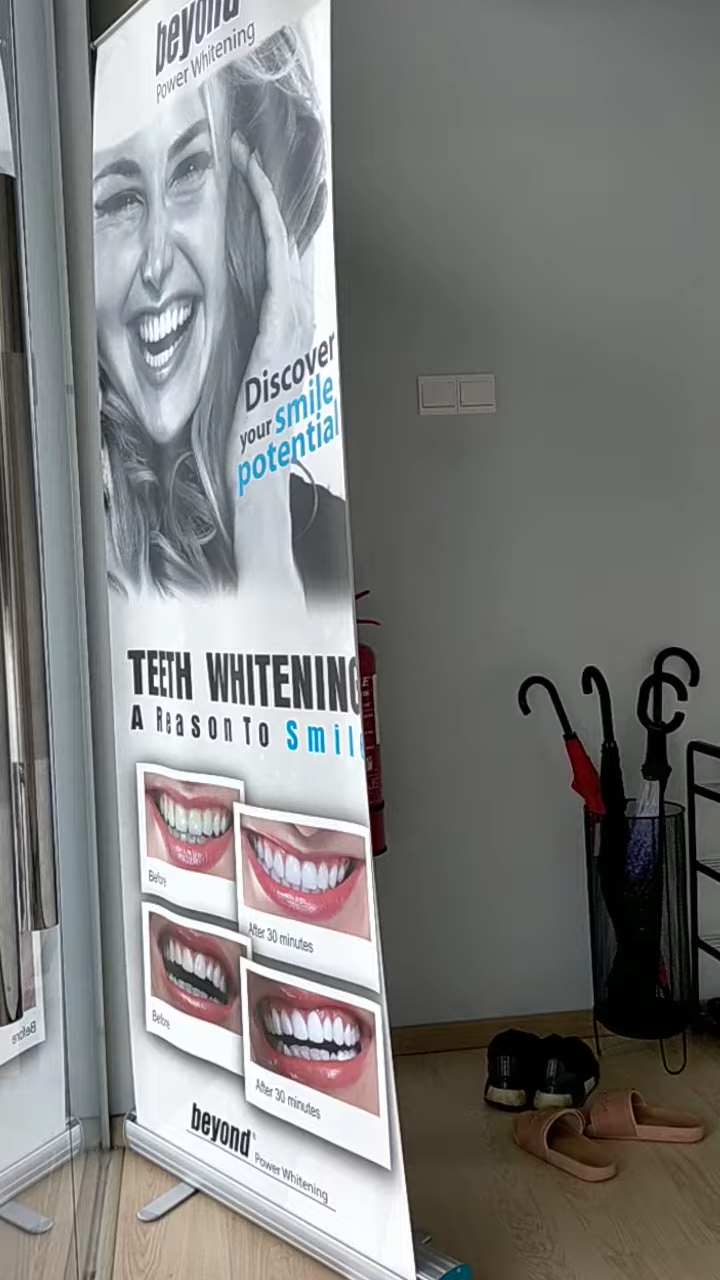 beyond
Power Whitening
Discover
your smile
potential
TEETH WHITENING
A Reason To Smile
Before
After 30 minutes
Before
After 30 minutes
beyond®
Power Whitening
Before